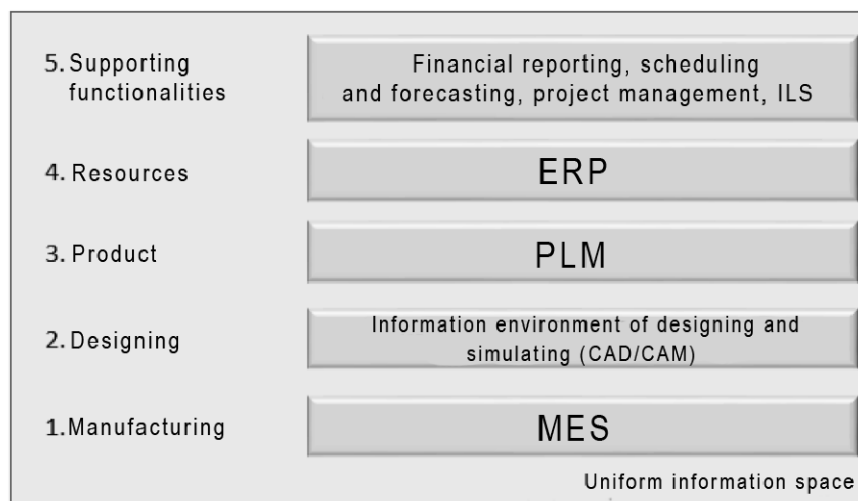 5. Supporting
functionalities
Financial reporting, scheduling
and forecasting, project management, ILS
4. Resources
ERP
3. Product
PLM
2. Designing
Information environment of designing and
simulating (CAD/CAM)
1. Manufacturing
MES
Uniform information space